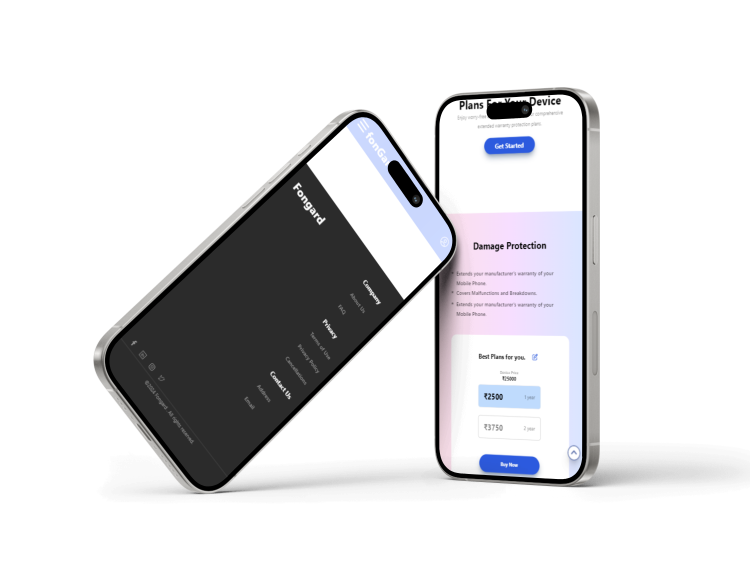 fonGa
Fongard
Company
About Us
FAQ
Privacy
Terms of Use
Privacy Policy
Cancellations
Contact Us
Address
Email
©2024 Fongard. All rights reserved.
Plans For Your Device
Enjoy worry-free comprehensive
extended warranty protection plans.
Get Started
Damage Protection
• Extends your manufacturer's warranty of your
Mobile Phone
• Covers Malfunctions and Breakdowns.
• Extends your manufacturer's warranty of your
Mobile Phone
Best Plans for you.
₹25000
₹2500 1 year
₹3750 2 year
Buy Now